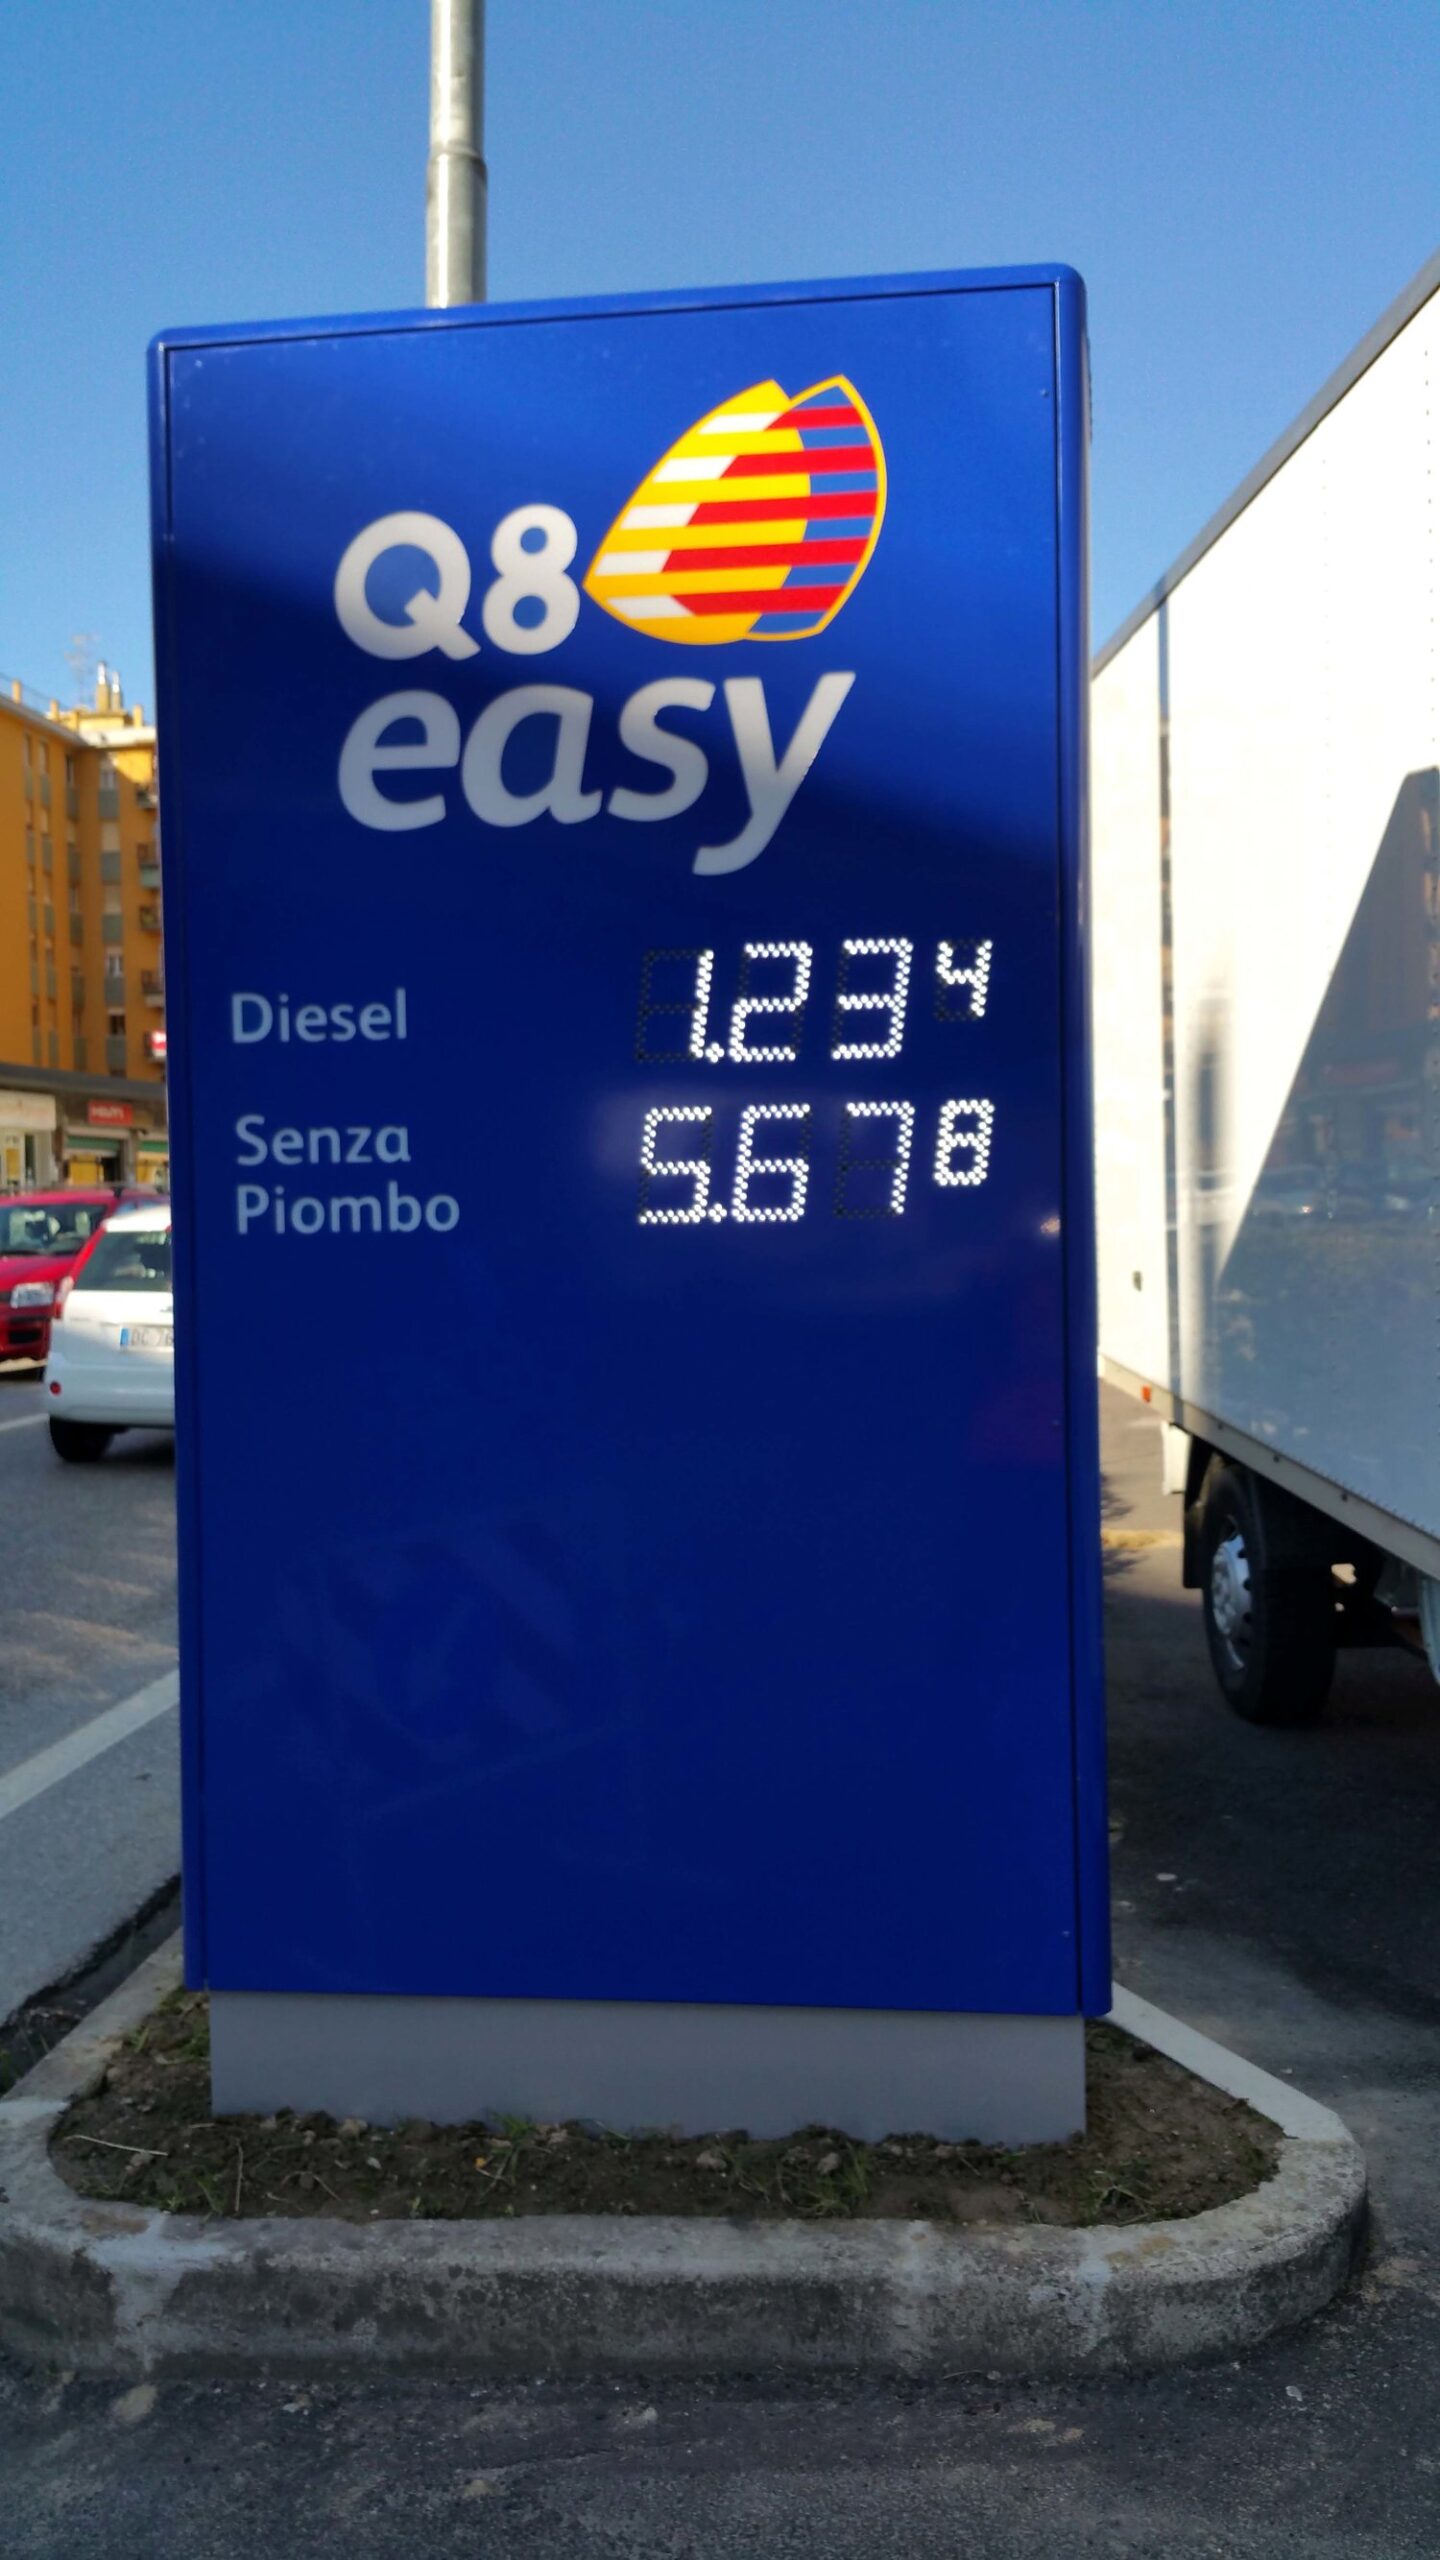 Q8
easy
Diesel 1.234
Senza
Piombo 5.678